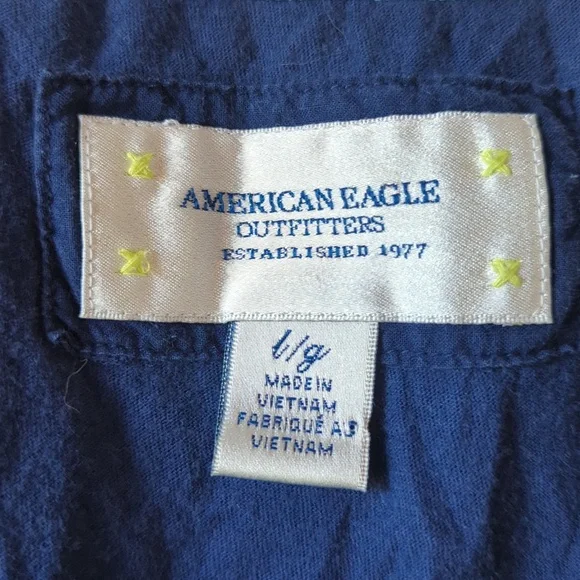 AMERICAN EAGLE
OUTFITTERS
ESTABLISHED 1977
l/g
MADE IN
VIETNAM
FABRIQUÉ AU
VIETNAM